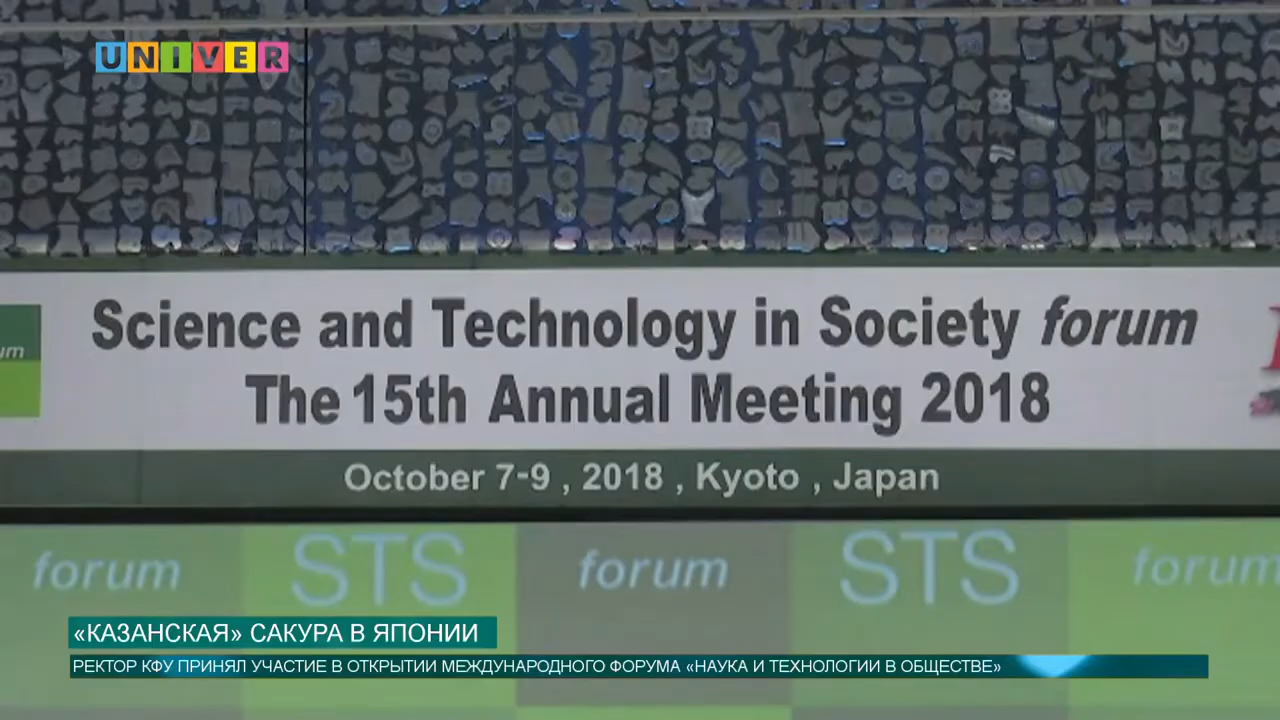 UNIVER
um
Science and Technology in Society forum
The 15th Annual Meeting 2018
October 7-9 , 2018 , Kyoto , Japan
forum STS forum STS forum
«КАЗАНСКАЯ» САКУРА В ЯПОНИИ
РЕКТОР КФУ ПРИНЯЛ УЧАСТИЕ В ОТКРЫТИИ МЕЖДУНАРОДНОГО ФОРУМА «НАУКА И ТЕХНОЛОГИИ В ОБЩЕСТВЕ»